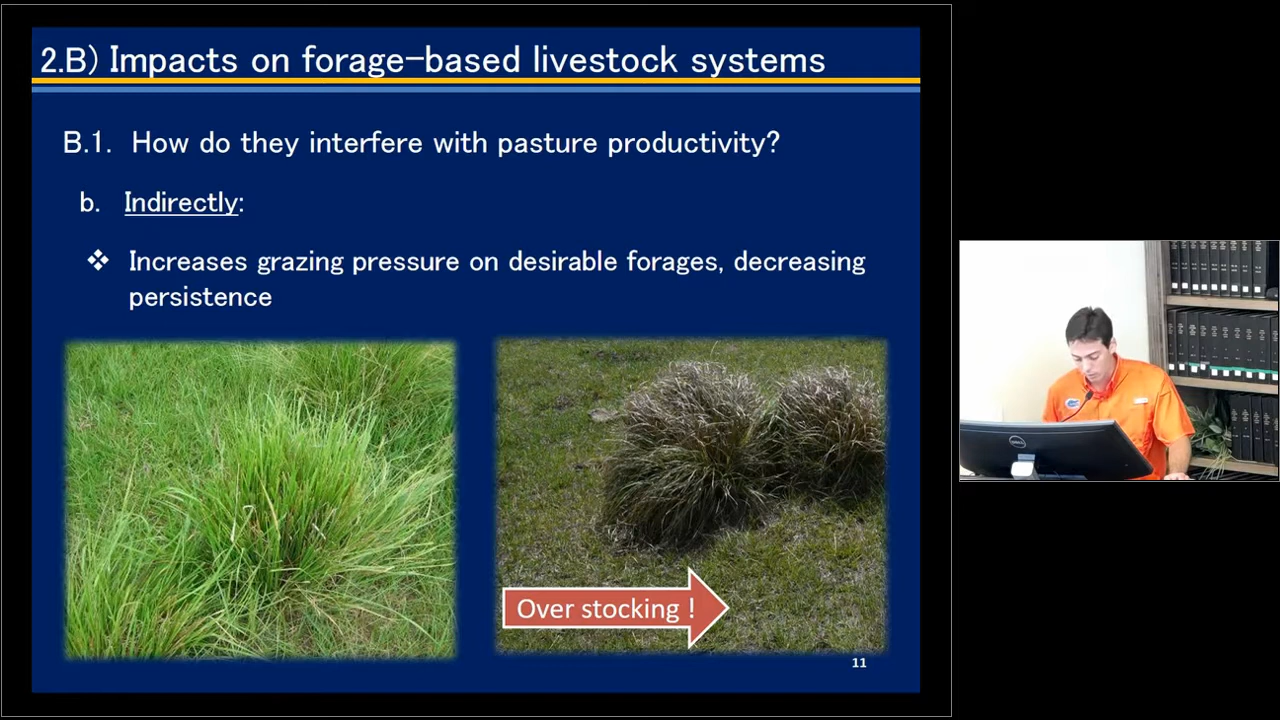 2.B) Impacts on forage-based livestock systems
B.1. How do they interfere with pasture productivity?
b. Indirectly:
❖ Increases grazing pressure on desirable forages, decreasing
persistence
Over stocking !
11
DELL